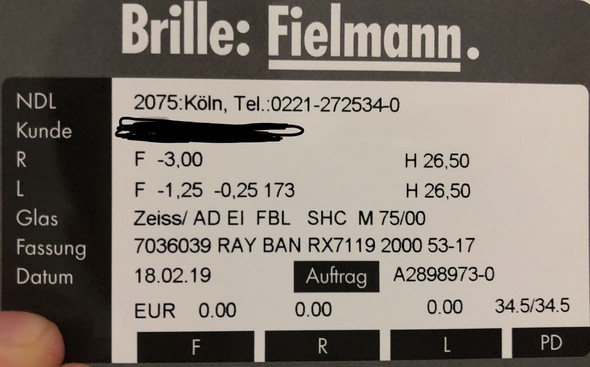 Brille: Fielmann.
NDL 2075:Köln, Tel.:0221-272534-0
Kunde
R F -3,00 H 26,50
L F -1,25 -0,25 173 H 26,50
Glas Zeiss/ AD EI FBL SHC M 75/00
Fassung 7036039 RAY BAN RX7119 2000 53-17
Datum 18.02.19 Auftrag A2898973-0
EUR 0.00 0.00 0.00 34.5/34.5
F R L PD